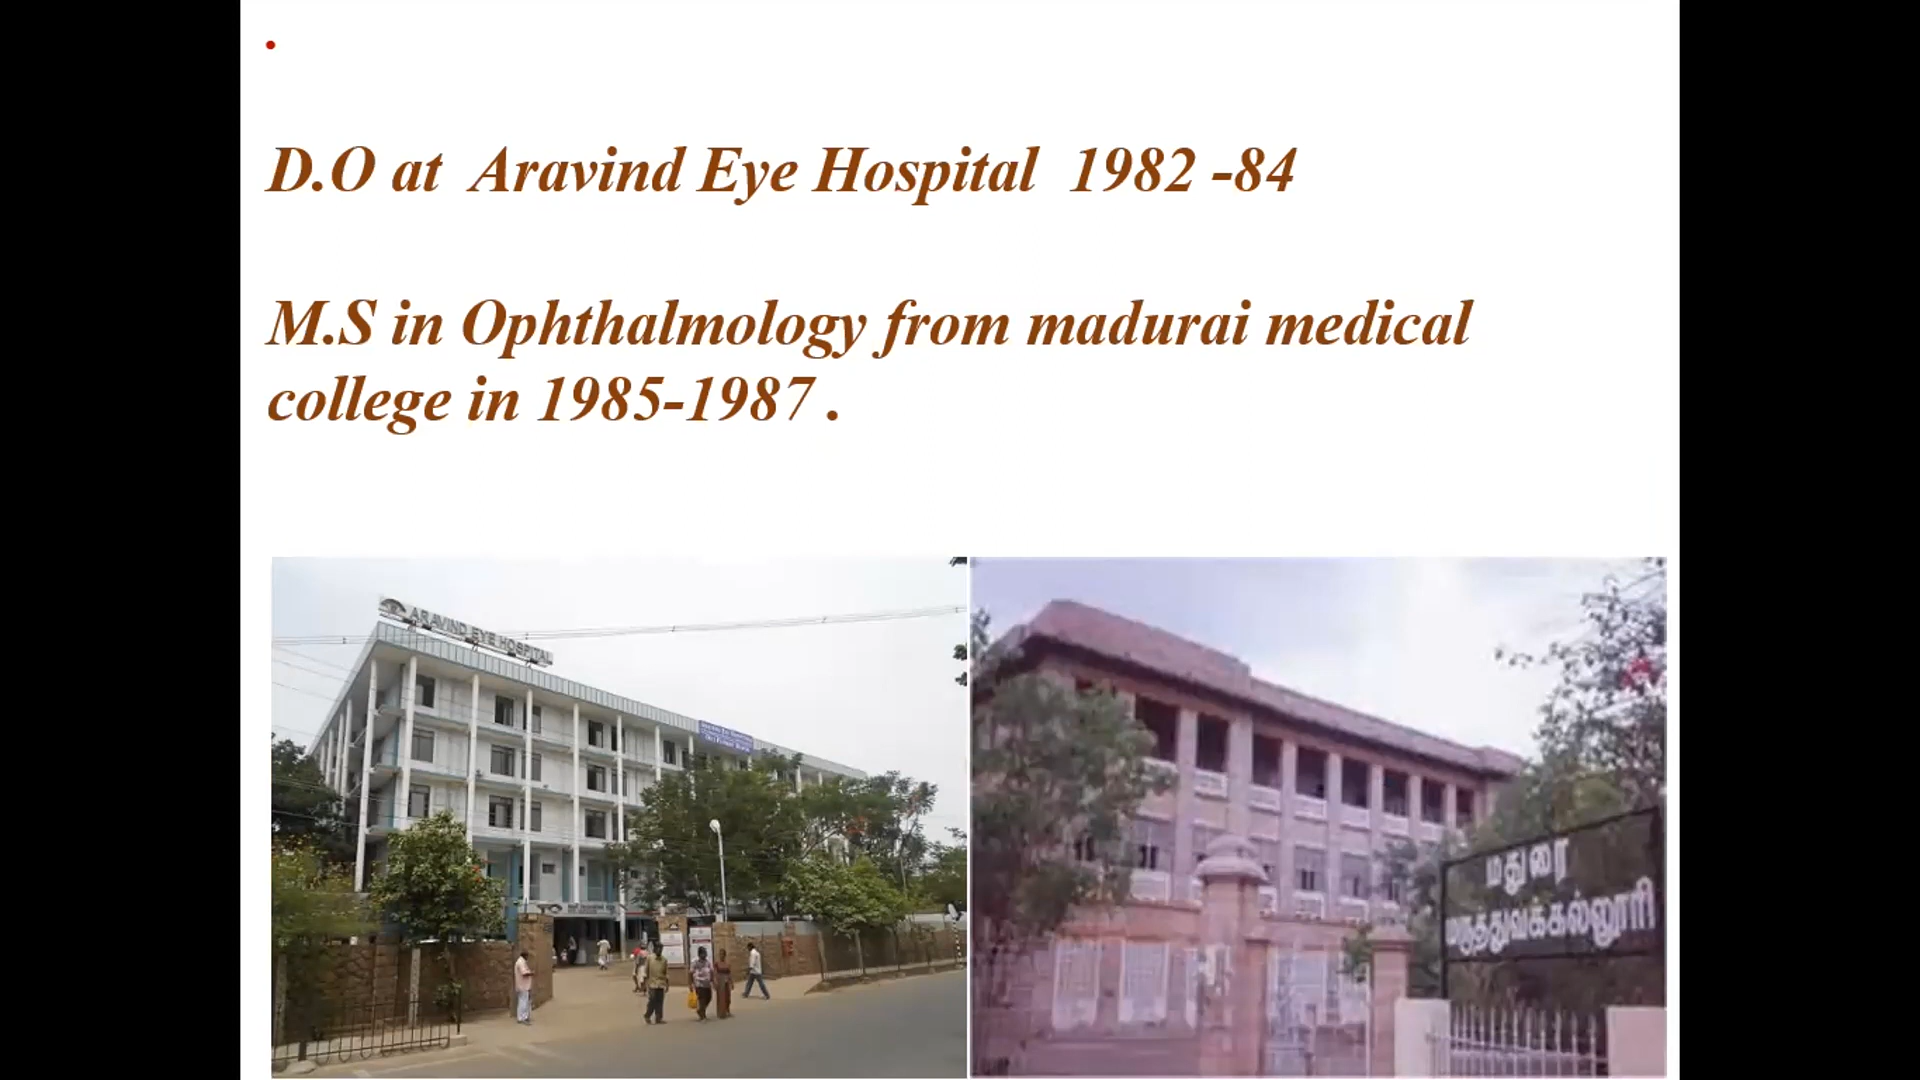 D.O at Aravind Eye Hospital 1982 -84
M.S in Ophthalmology from madurai medical
college in 1985-1987 .
ARAVIND EYE HOSPITAL
மதுரை
மருத்துவக்கல்லூரி